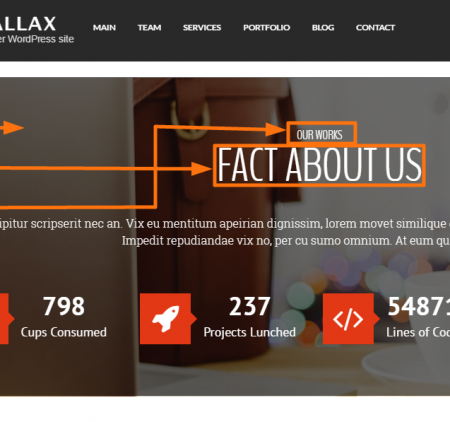 ALLAX
er WordPress site
MAIN TEAM SERVICES PORTFOLIO BLOG CONTACT
OUR WORKS
FACT ABOUT US
ipitur scripserit nec an. Vix eu mentitum apeirian dignissim, lorem movet similique
Impedit repudiandae vix no, per cu sumo omnium. At eum qu
798
Cups Consumed
237
Projects Lunched
</>
54871
Lines of Coc